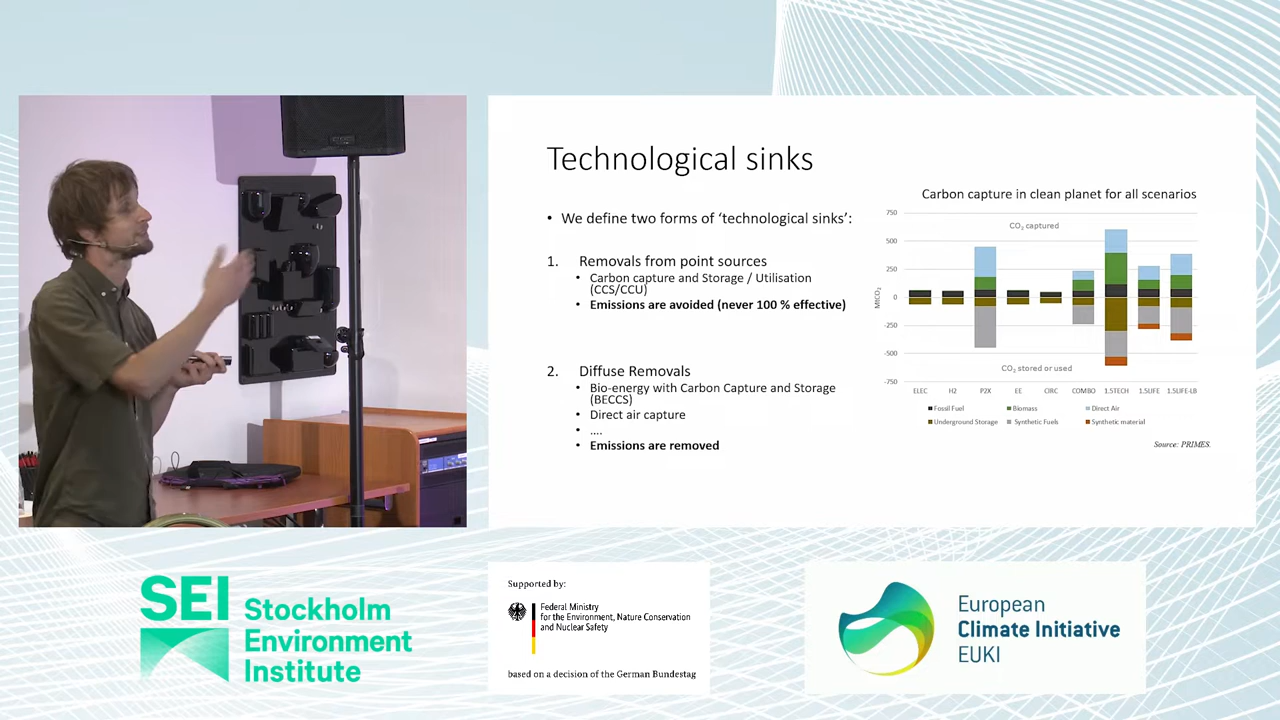 Technological sinks
• We define two forms of ‘technological sinks’:
1. Removals from point sources
• Carbon capture and Storage / Utilisation
(CCS/CCU)
• Emissions are avoided (never 100 % effective)
2. Diffuse Removals
• Bio-energy with Carbon Capture and Storage
(BECCS)
• Direct air capture
• ....
• Emissions are removed
Carbon capture in clean planet for all scenarios
MtCO₂
750
500
250
0
-250
-500
-750
CO₂ captured
CO₂ stored or used
ELEC H2 P2X EE CIRC COMBO 1.5TECH 1.5LIFE 1.5LIFE-LB
Fossil Fuel Biomass Direct Air
Underground Storage Synthetic Fuels Synthetic material
Source: PRIMES.
SEI Stockholm
Environment
Institute
Supported by:
Federal Ministry
for the Environment, Nature Conservation
and Nuclear Safety
based on a decision of the German Bundestag
European
Climate Initiative
EUKI